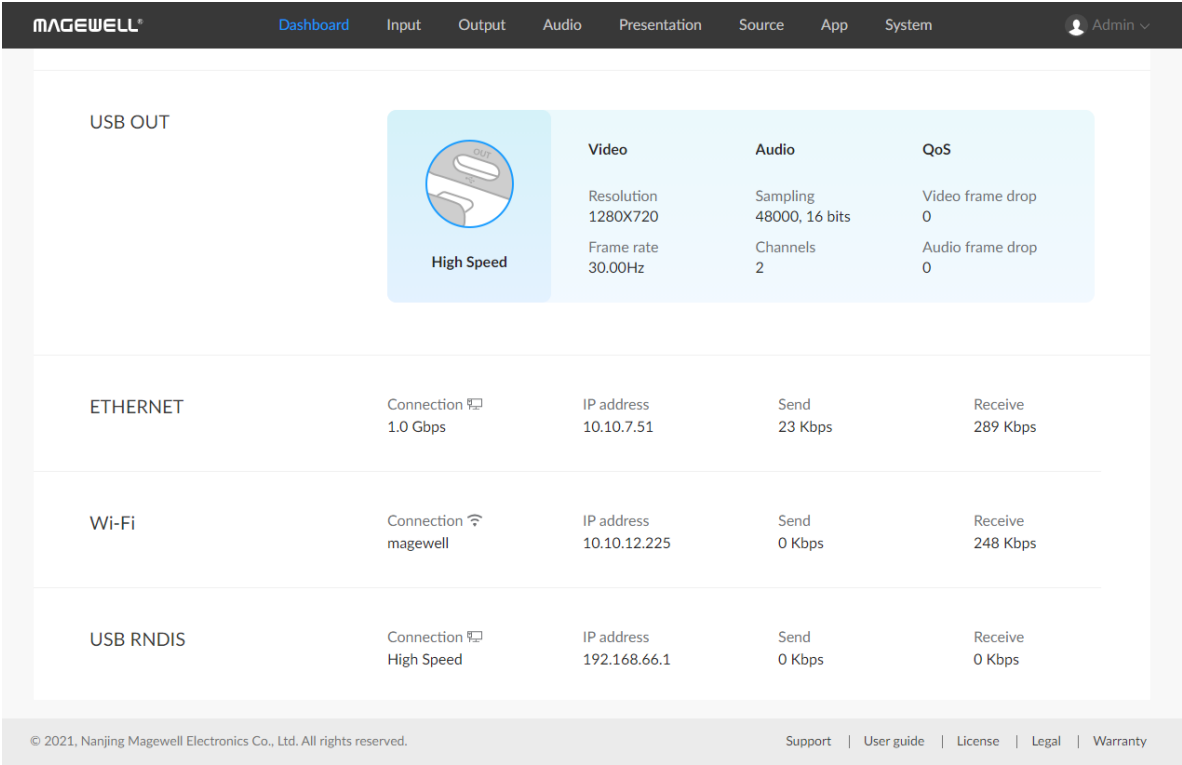 MAGEWELL®
Dashboard Input Output Audio Presentation Source App System Admin
USB OUT
OUT
High Speed
Video Audio QoS
Resolution Sampling Video frame drop
1280X720 48000, 16 bits 0
Frame rate Channels Audio frame drop
30.00Hz 2 0
ETHERNET
Connection IP address Send Receive
1.0 Gbps 10.10.7.51 23 Kbps 289 Kbps
Wi-Fi
Connection IP address Send Receive
magewell 10.10.12.225 0 Kbps 248 Kbps
USB RNDIS
Connection IP address Send Receive
High Speed 192.168.66.1 0 Kbps 0 Kbps
© 2021, Nanjing Magewell Electronics Co., Ltd. All rights reserved.
Support | User guide | License | Legal | Warranty